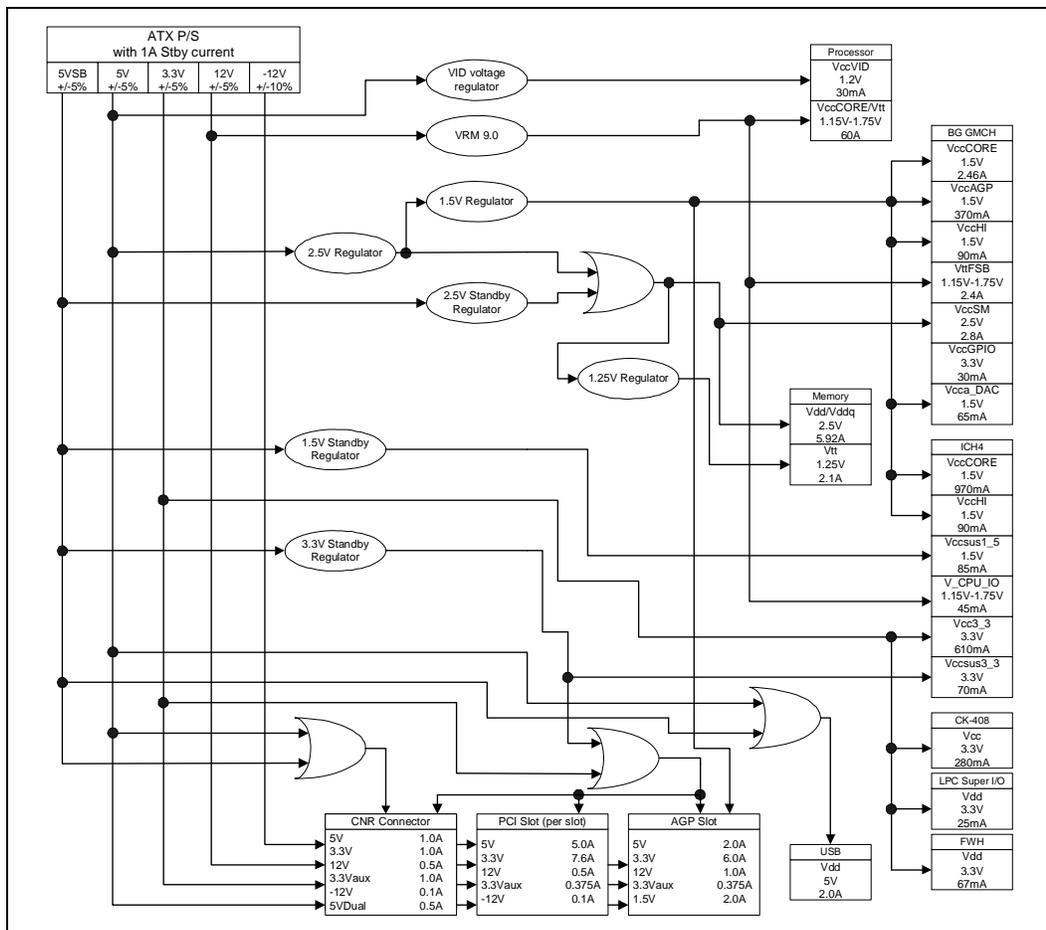 ATX P/S
with 1A Stby current
5VSB
+/-5%
5V
+/-5%
3.3V
+/-5%
12V
+/-5%
-12V
+/-10%
VID voltage
regulator
VRM 9.0
1.5V Regulator
2.5V Regulator
2.5V Standby
Regulator
1.25V Regulator
1.5V Standby
Regulator
3.3V Standby
Regulator
Processor
VccVID
1.2V
30mA
VccCORE/Vtt
1.15V-1.75V
60A
BG GMCH
VccCORE
1.5V
2.46A
VccAGP
1.5V
370mA
VccHI
1.5V
90mA
VttFSB
1.15V-1.75V
2.4A
VccSM
2.5V
2.8A
VccGPIO
3.3V
30mA
Vcca_DAC
1.5V
65mA
Memory
Vdd/Vddq
2.5V
5.92A
Vtt
1.25V
2.1A
ICH4
VccCORE
1.5V
970mA
VccHI
1.5V
90mA
Vccsus1_5
1.5V
85mA
V_CPU_IO
1.15V-1.75V
45mA
Vcc3_3
3.3V
610mA
Vccsus3_3
3.3V
70mA
CK-408
Vcc
3.3V
280mA
LPC Super I/O
Vdd
3.3V
25mA
FWH
Vdd
3.3V
67mA
CNR Connector
5V 1.0A
3.3V 1.0A
12V 0.5A
3.3Vaux 1.0A
-12V 0.1A
5VDual 0.5A
PCI Slot (per slot)
5V 5.0A
3.3V 7.6A
12V 0.5A
3.3Vaux 0.375A
-12V 0.1A
AGP Slot
5V 2.0A
3.3V 6.0A
12V 1.0A
3.3Vaux 0.375A
1.5V 2.0A
USB
Vdd
5V
2.0A